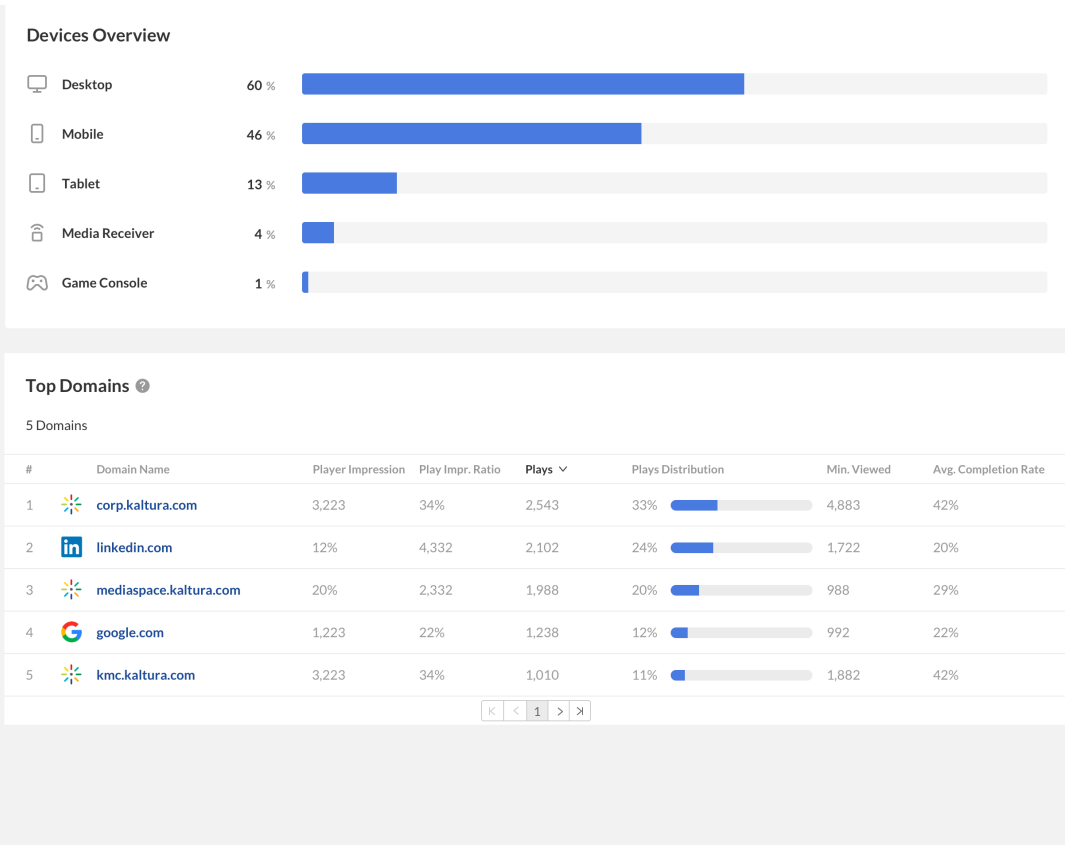 Devices Overview
Desktop 60 %
Mobile 46 %
Tablet 13 %
Media Receiver 4 %
Game Console 1 %
Top Domains ?
5 Domains
# Domain Name Player Impression Play Impr. Ratio Plays Plays Distribution Min. Viewed Avg. Completion Rate
1 corp.kaltura.com 3,223 34% 2,543 33% 4,883 42%
2 in linkedin.com 12% 4,332 2,102 24% 1,722 20%
3 mediaspace.kaltura.com 20% 2,332 1,988 20% 988 29%
4 G google.com 1,223 22% 1,238 12% 992 22%
5 kmc.kaltura.com 3,223 34% 1,010 11% 1,882 42%
1